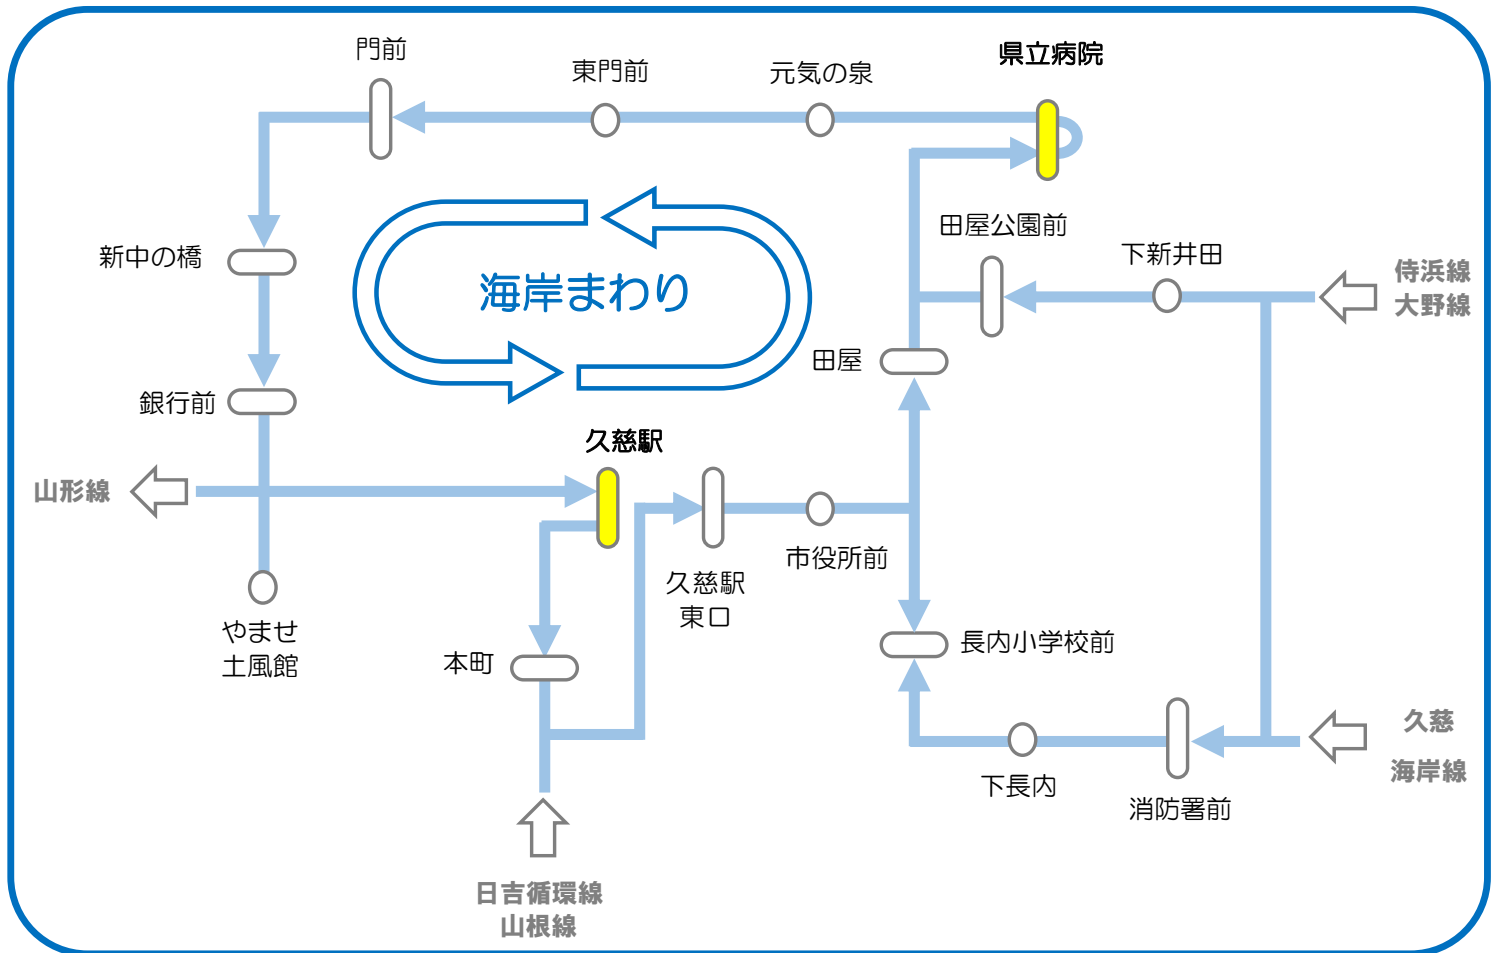 門前
東門前
元気の泉
県立病院
新中の橋
海岸まわり
田屋公園前
下新井田
侍浜線
大野線
田屋
銀行前
久慈駅
山形線
市役所前
久慈駅
東口
やませ
土風館
本町
長内小学校前
下長内
消防署前
久慈
海岸線
日吉循環線
山根線